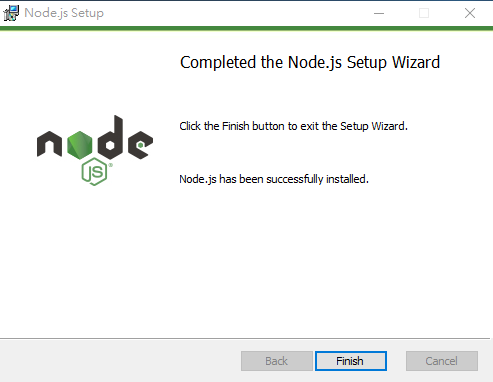 Node.js Setup
Completed the Node.js Setup Wizard
Click the Finish button to exit the Setup Wizard.
node
JS®
Node.js has been successfully installed.
Back
Finish
Cancel